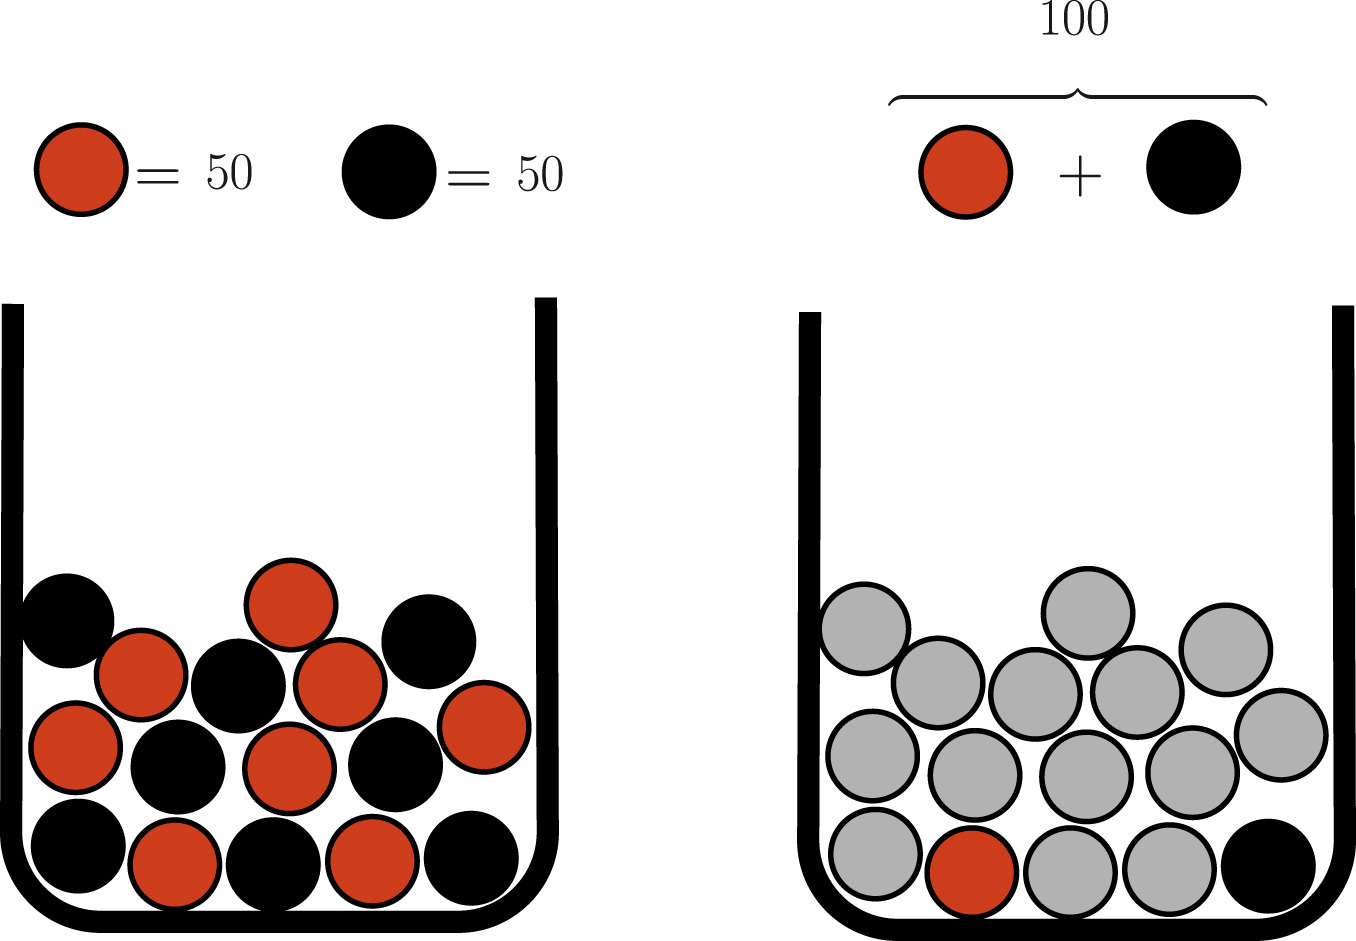 100
= 50
= 50
+